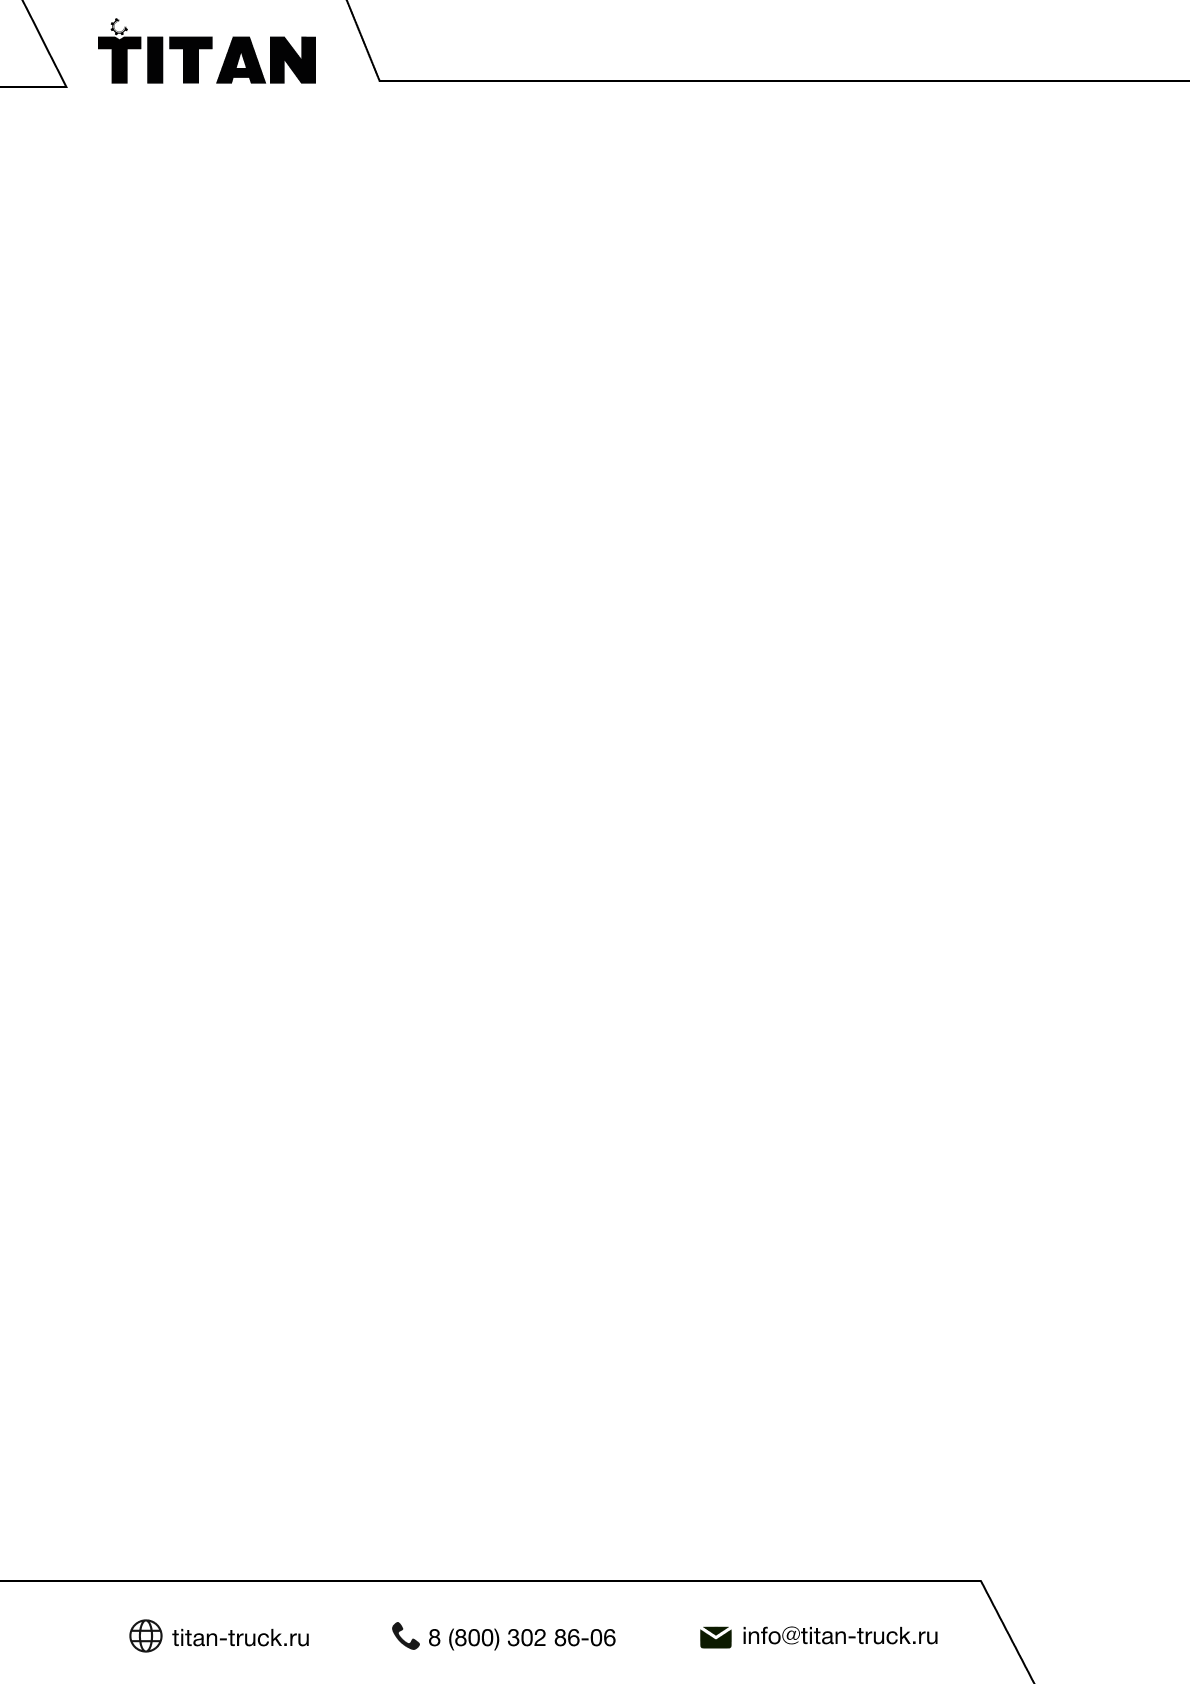 TITAN
titan-truck.ru
8 (800) 302 86-06
info@titan-truck.ru